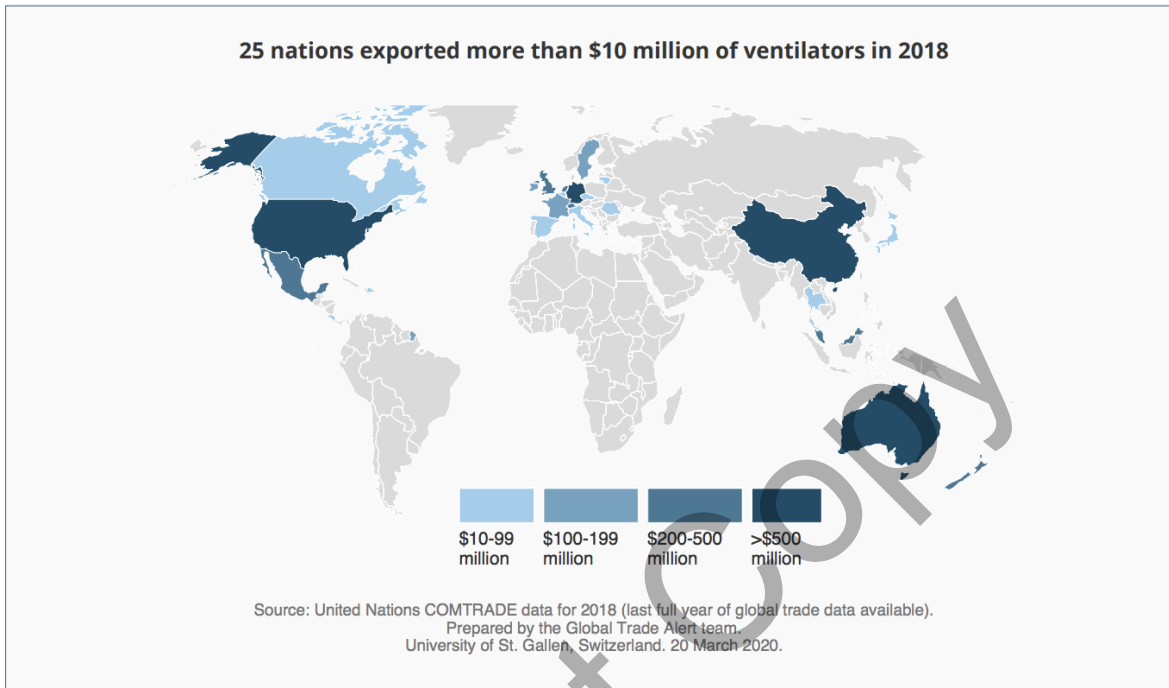 25 nations exported more than $10 million of ventilators in 2018
$10-99
million
$100-199
million
$200-500
million
>$500
million
Source: United Nations COMTRADE data for 2018 (last full year of global trade data available).
Prepared by the Global Trade Alert team.
University of St. Gallen, Switzerland. 20 March 2020.
t Copy